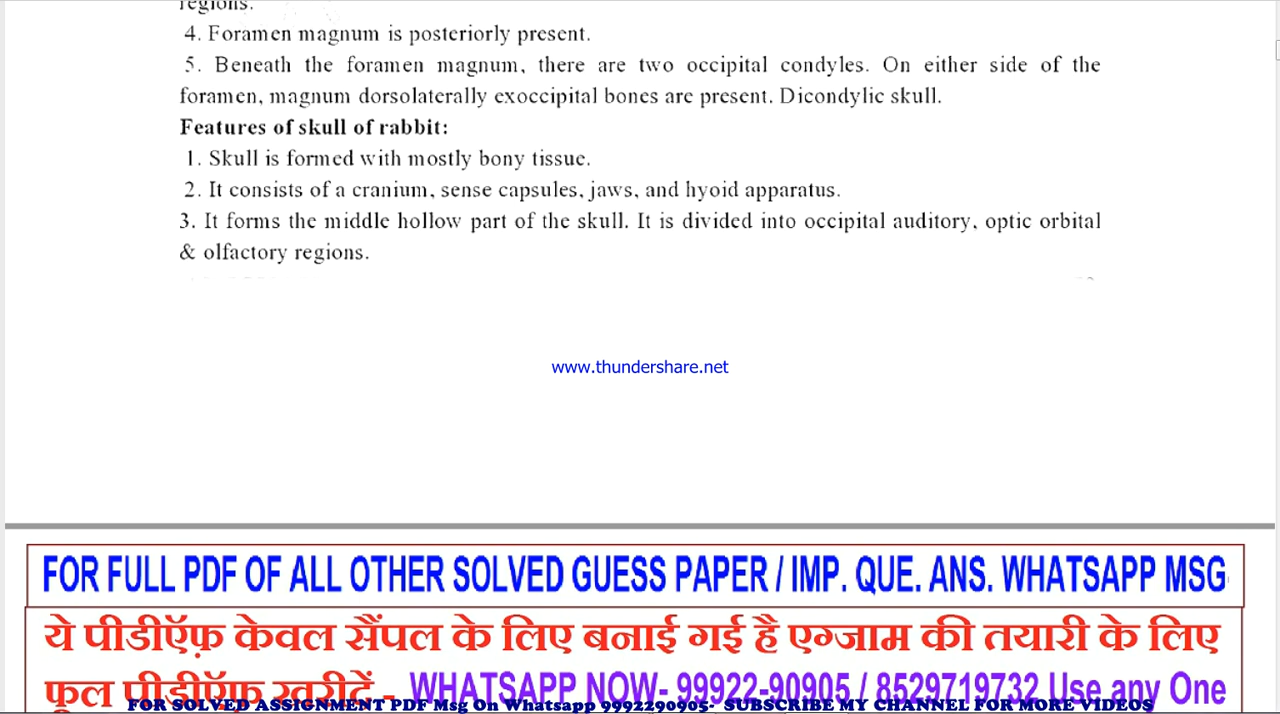 regions.
4. Foramen magnum is posteriorly present.
5. Beneath the foramen magnum, there are two occipital condyles. On either side of the
foramen, magnum dorsolaterally exoccipital bones are present. Dicondylic skull.
Features of skull of rabbit:
1. Skull is formed with mostly bony tissue.
2. It consists of a cranium, sense capsules, jaws, and hyoid apparatus.
3. It forms the middle hollow part of the skull. It is divided into occipital auditory, optic orbital
& olfactory regions.
www.thundershare.net
FOR FULL PDF OF ALL OTHER SOLVED GUESS PAPER / IMP. QUE. ANS. WHATSAPP MSG
ये पीडीऍफ़ केवल सैंपल के लिए बनाई गई है एग्जाम की तयारी के लिए
फुल पीडीऍफ़ खरीदें - WHATSAPP NOW- 99922-90905 / 8529719732 Use any One
FOR SOLVED ASSIGNMENT PDF Msg On Whatsapp 9992290905- SUBSCRIBE MY CHANNEL FOR MORE VIDEOS